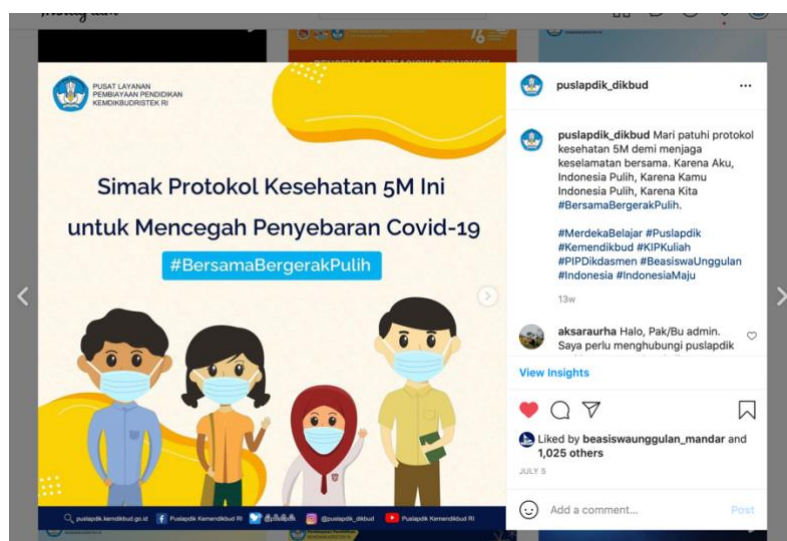 Instagram
PUSAT LAYANAN
PEMBIAYAAN PENDIDIKAN
KEMDIKBUDRISTEK RI
Simak Protokol Kesehatan 5M Ini
untuk Mencegah Penyebaran Covid-19
#BersamaBergerakPulih
puslapdik.kemdikbud.go.id
Puslapdik Kemendikbud RI
@puslapdik
@puslapdik_dikbud
Puslapdik Kemendikbud RI
puslapdik_dikbud
puslapdik_dikbud Mari patuhi protokol
kesehatan 5M demi menjaga
keselamatan bersama. Karena Aku,
Indonesia Pulih, Karena Kamu
Indonesia Pulih, Karena Kita
#BersamaBergerakPulih.
#MerdekaBelajar #Puslapdik
#Kemendikbud #KIPKuliah
#PIPDikdasmen #BeasiswaUnggulan
#Indonesia #IndonesiaMaju
13w
aksaraurha Halo, Pak/Bu admin.
Saya perlu menghubungi puslapdik
View Insights
Liked by beasiswaunggulan_mandar and
1,025 others
JULY 5
Add a comment...
Post